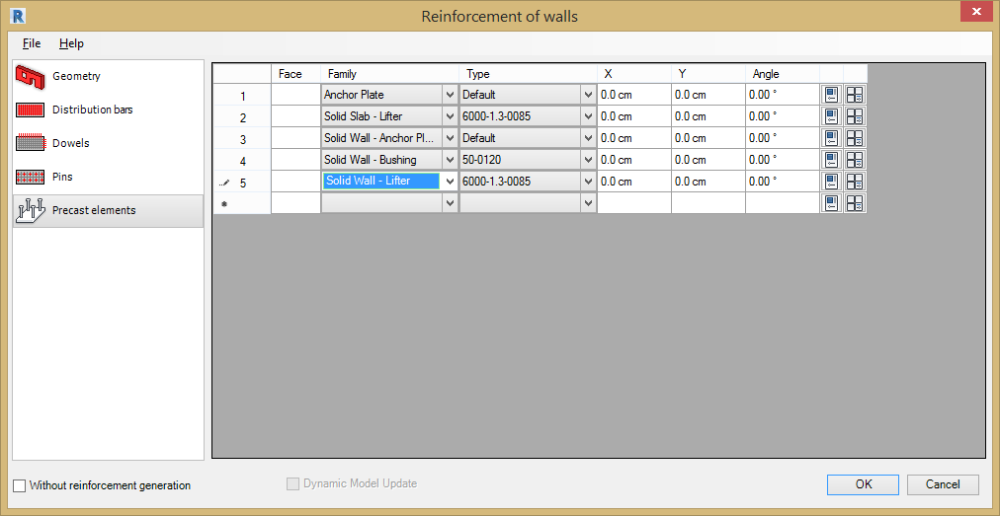 Reinforcement of walls
File Help
Geometry
Distribution bars
Dowels
Pins
Precast elements
Face Family Type X Y Angle
1 Anchor Plate Default 0.0 cm 0.0 cm 0.00 °
2 Solid Slab - Lifter 6000-1.3-0085 0.0 cm 0.0 cm 0.00 °
3 Solid Wall - Anchor Pl... Default 0.0 cm 0.0 cm 0.00 °
4 Solid Wall - Bushing 50-0120 0.0 cm 0.0 cm 0.00 °
5 Solid Wall - Lifter 6000-1.3-0085 0.0 cm 0.0 cm 0.00 °
Without reinforcement generation
Dynamic Model Update
OK Cancel